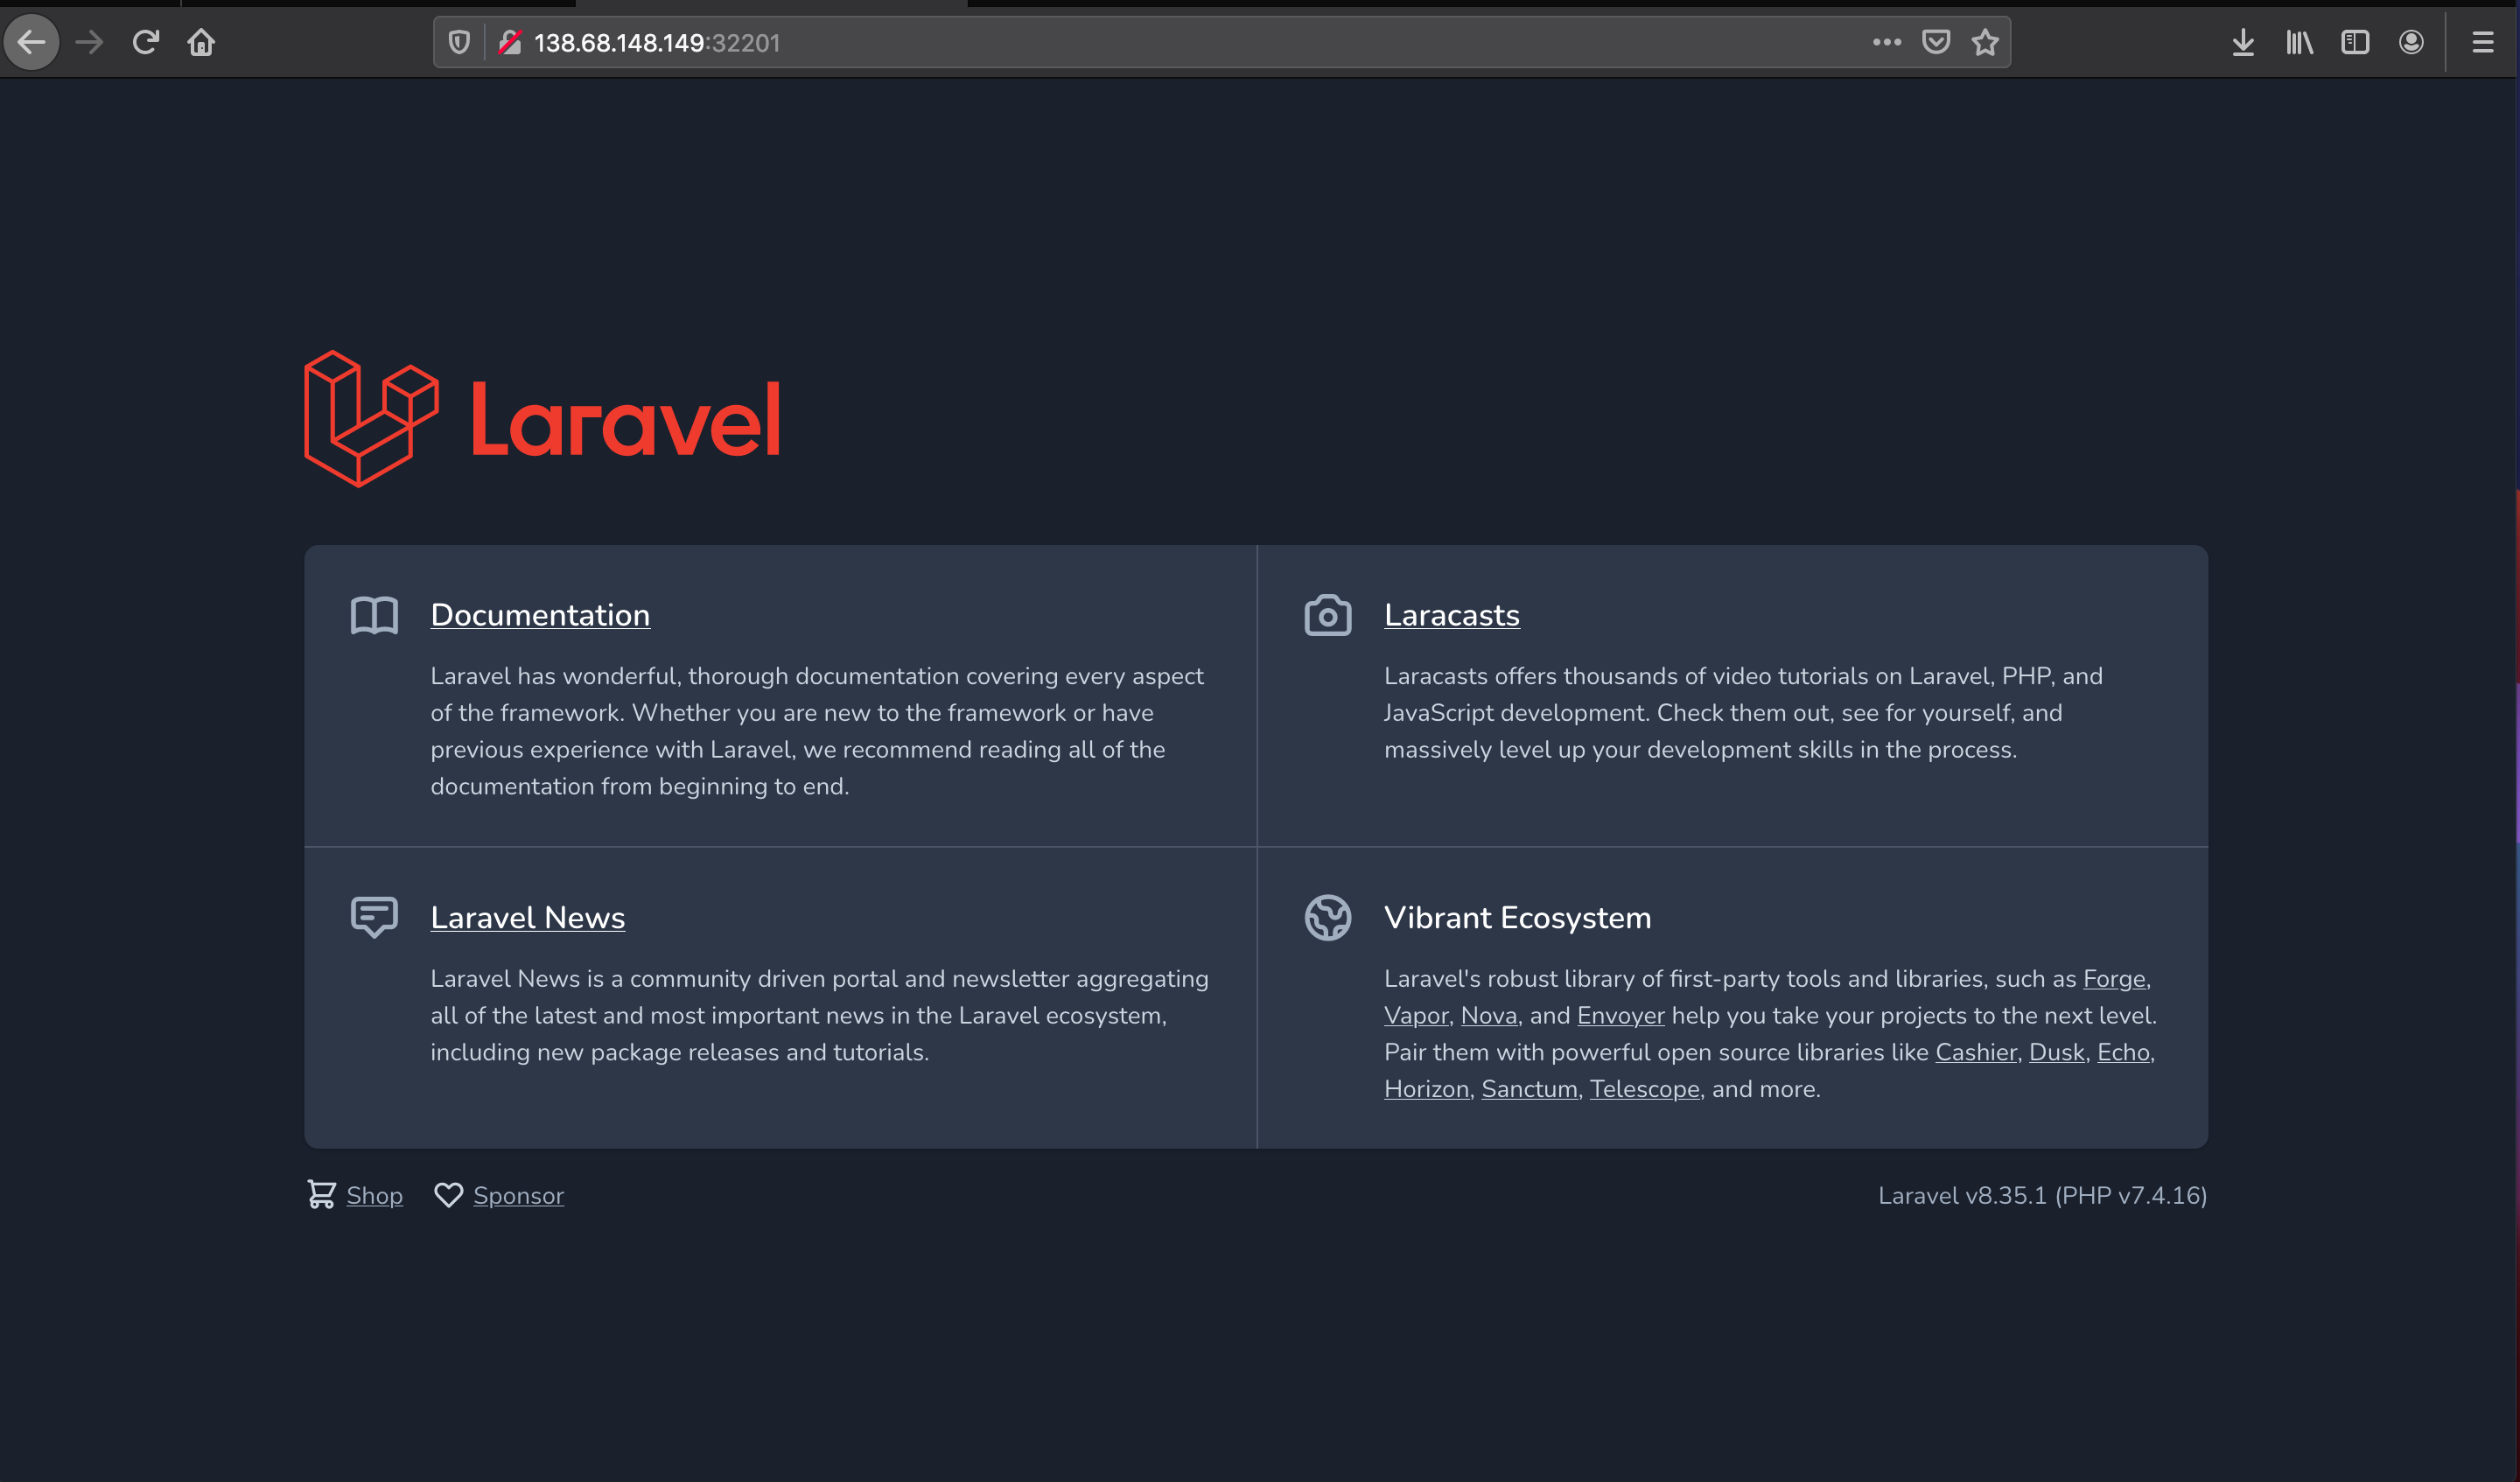 138.68.148.149:32201
Laravel
Documentation
Laravel has wonderful, thorough documentation covering every aspect
of the framework. Whether you are new to the framework or have
previous experience with Laravel, we recommend reading all of the
documentation from beginning to end.
Laracasts
Laracasts offers thousands of video tutorials on Laravel, PHP, and
JavaScript development. Check them out, see for yourself, and
massively level up your development skills in the process.
Laravel News
Laravel News is a community driven portal and newsletter aggregating
all of the latest and most important news in the Laravel ecosystem,
including new package releases and tutorials.
Vibrant Ecosystem
Laravel's robust library of first-party tools and libraries, such as Forge,
Vapor, Nova, and Envoyer help you take your projects to the next level.
Pair them with powerful open source libraries like Cashier, Dusk, Echo,
Horizon, Sanctum, Telescope, and more.
Shop Sponsor
Laravel v8.35.1 (PHP v7.4.16)